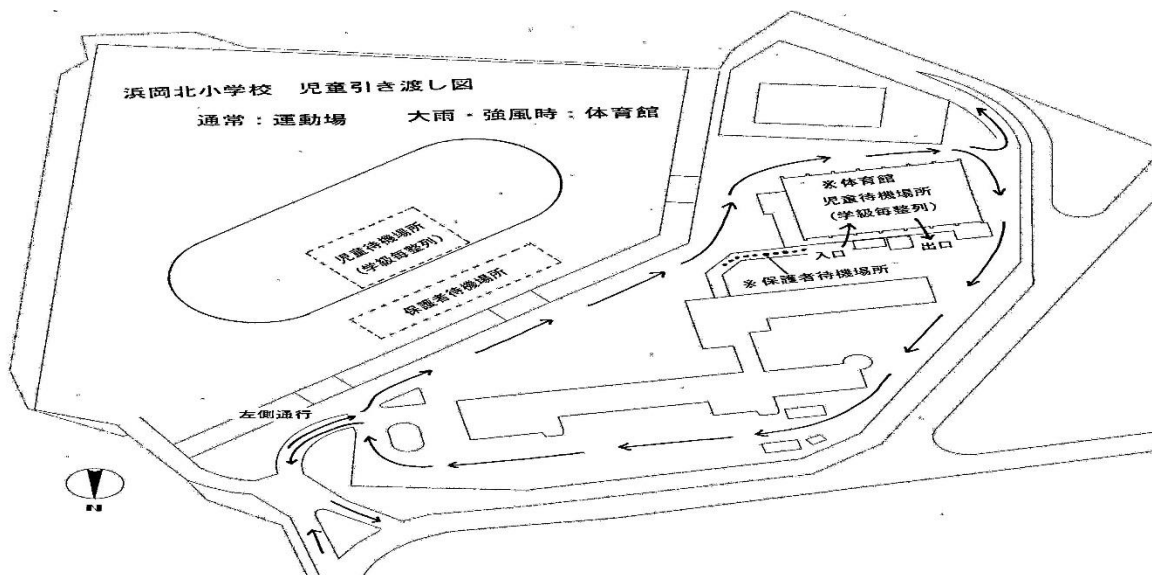 浜岡北小学校 児童引き渡し図
通常：運動場 大雨・強風時：体育館
※体育館
児童待機場所
(学級毎整列)
児童待機場所
(学級毎整列)
入口
出口
保護者待機場所
※保護者待機場所
左側通行
N